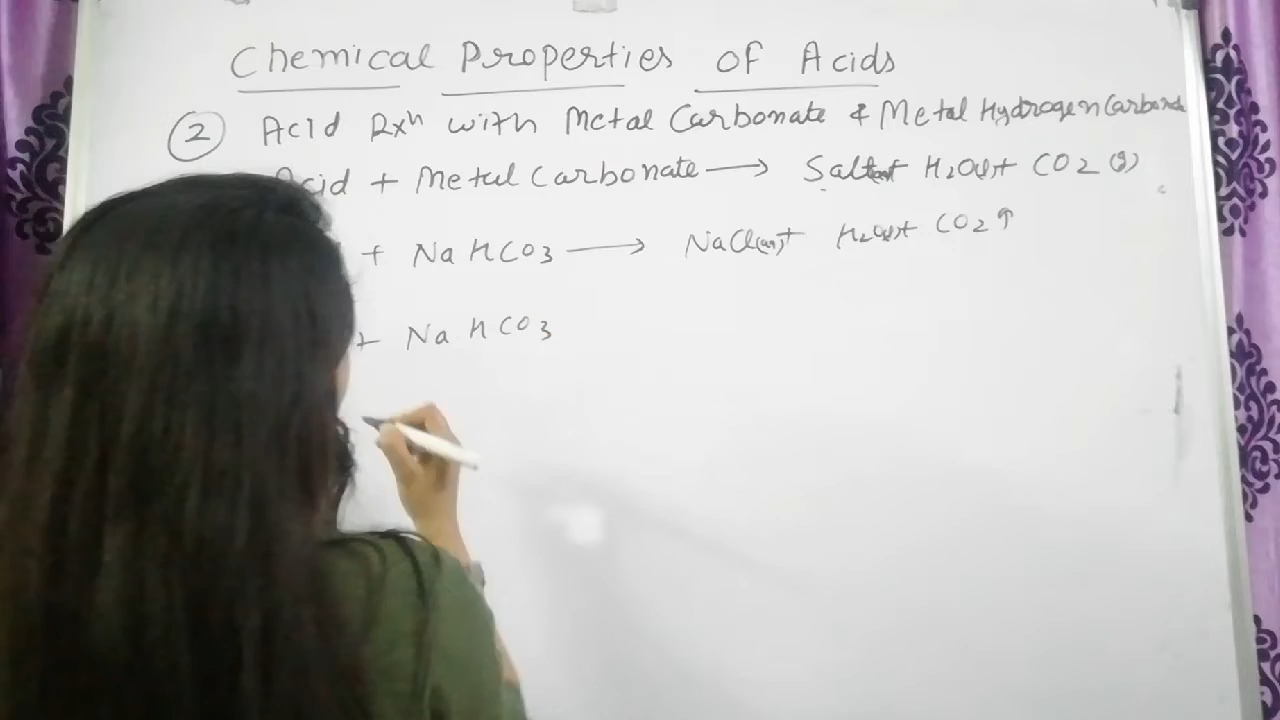 Chemical Properties of Acids
② Acid Rxⁿ with Metal Carbonate & Metal Hydrogen Carbonate
Acid + Metal Carbonate ⟶ Salt + H2O(l) + CO2 (g)
+ NaHCO3 ⟶ NaCl(aq) + H2O(l) + CO2 ↑
+ NaHCO3